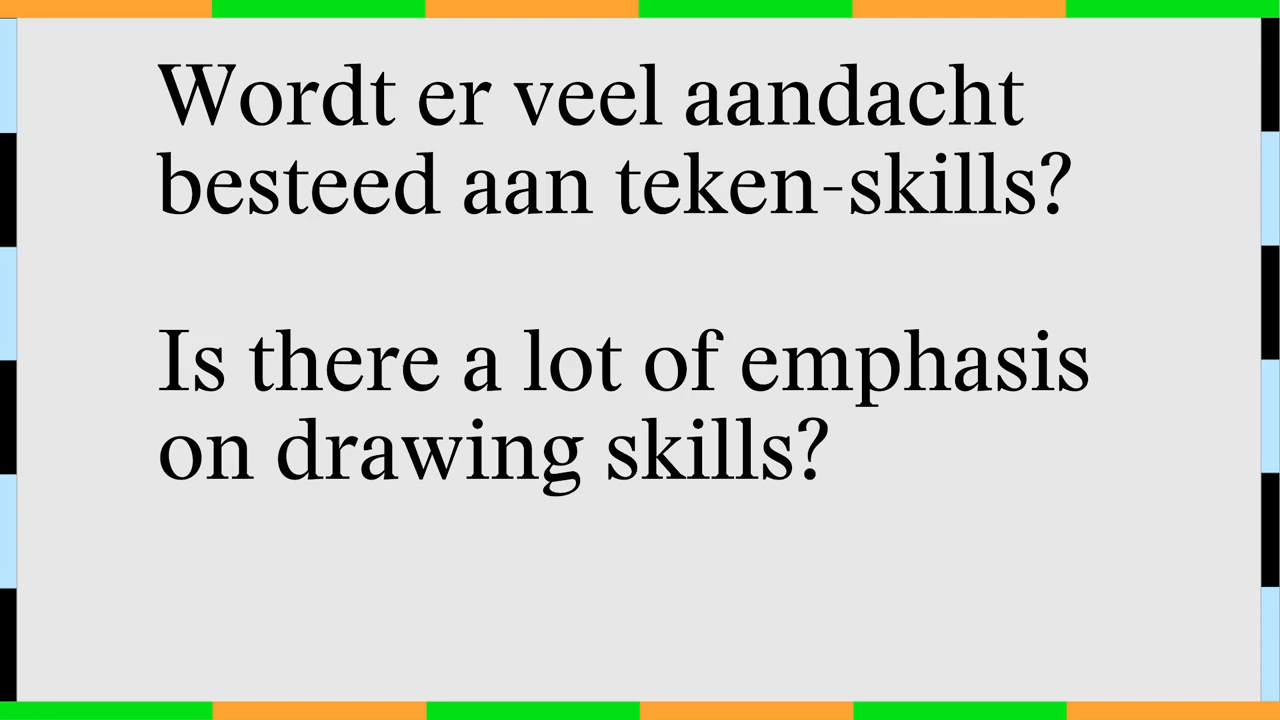 Wordt er veel aandacht
besteed aan teken-skills?
Is there a lot of emphasis
on drawing skills?